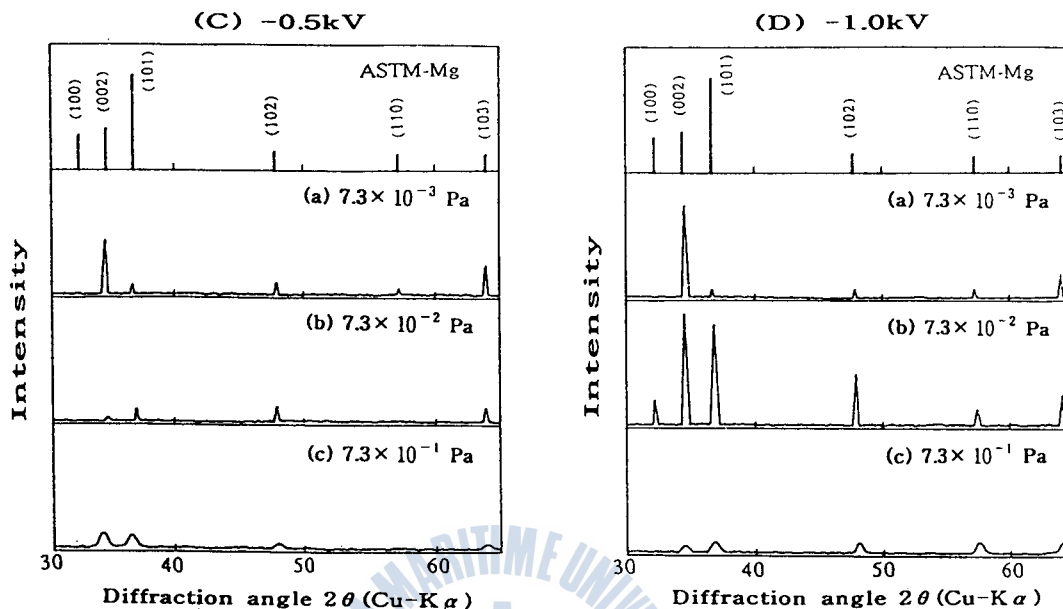 (C) -0.5kV
ASTM-Mg
(100)
(002)
(101)
(102)
(110)
(103)
(a) 7.3× 10⁻³ Pa
(b) 7.3× 10⁻² Pa
(c) 7.3× 10⁻¹ Pa
Intensity
30 40 50 60
Diffraction angle 2θ (Cu-Kα)
(D) -1.0kV
ASTM-Mg
(100)
(002)
(101)
(102)
(110)
(103)
(a) 7.3× 10⁻³ Pa
(b) 7.3× 10⁻² Pa
(c) 7.3× 10⁻¹ Pa
Intensity
30 40 50 60
Diffraction angle 2θ (Cu-Kα)
MARITIME UNIV